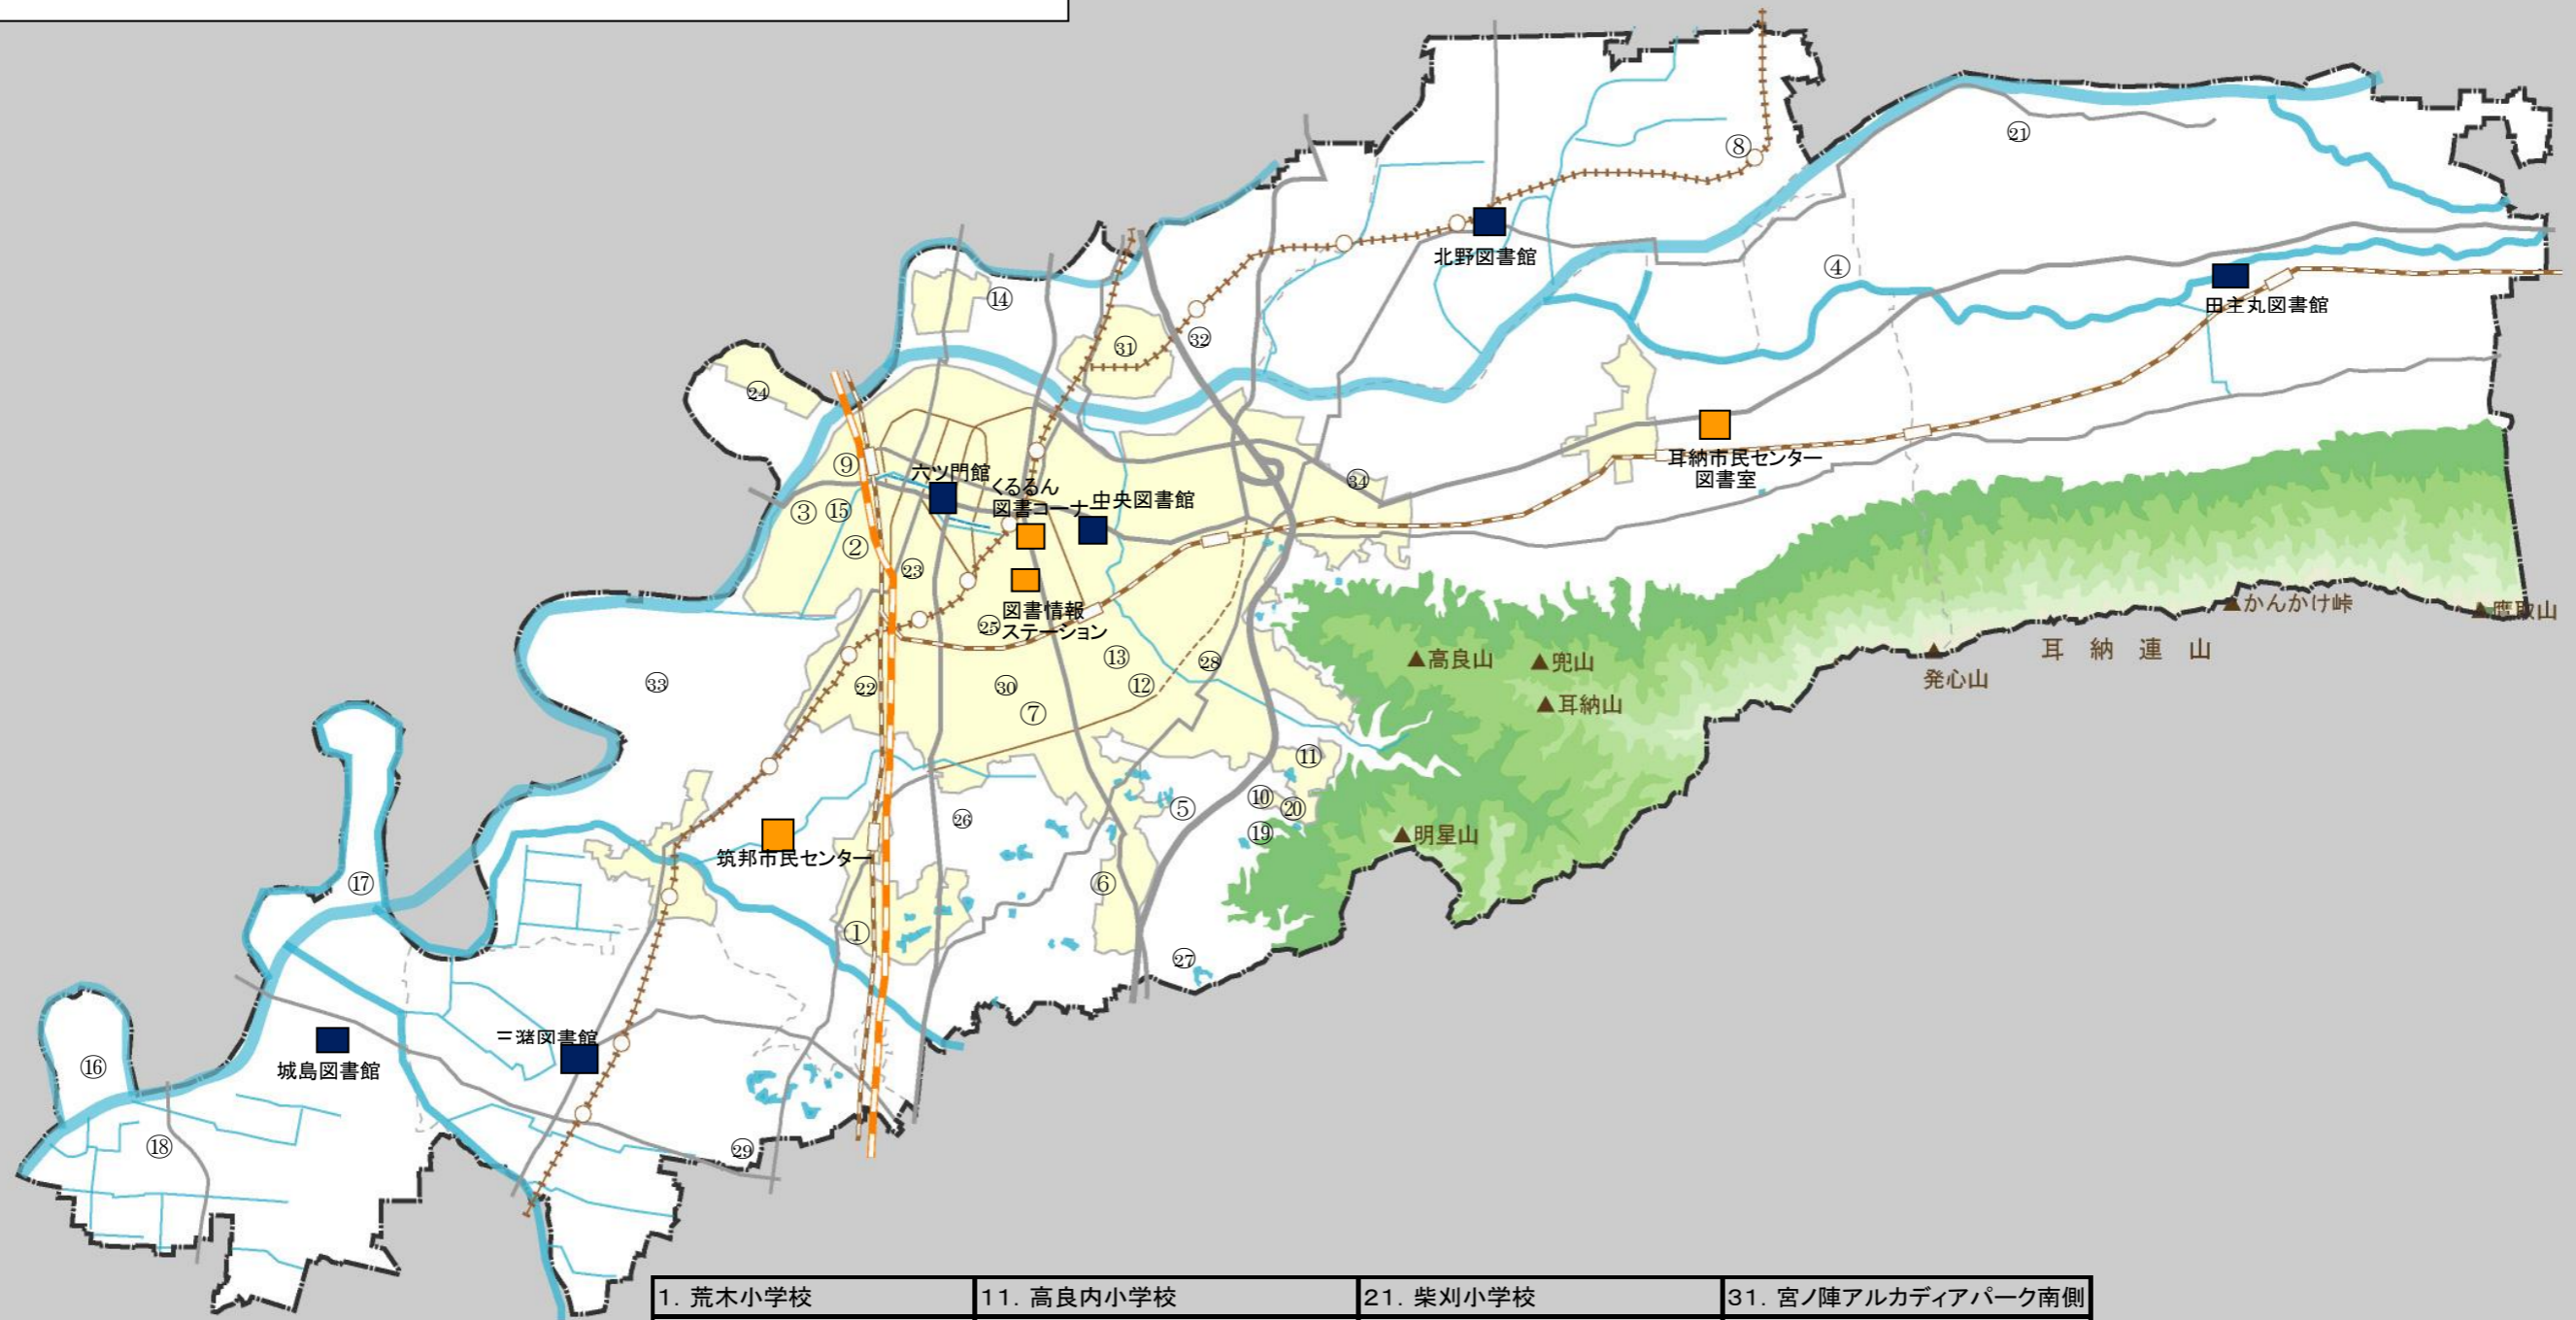 ⑧
㉑
北野図書館
④
田主丸図書館
⑭
㉛
㉜
㉔
⑨
六ツ門館
くるるん
図書コーナー
中央図書館
㉞
耳納市民センター
図書室
③
⑮
②
㉓
図書情報
ステーション
㉕
⑬
㉘
⑫
㉚
⑦
㉒
㉝
▲高良山
▲兜山
▲耳納山
発心山
耳納連山
▲かんかけ峠
▲鷹取山
⑪
⑩
⑳
⑲
⑤
㉖
▲明星山
筑邦市民センター
⑥
⑰
①
㉗
三潴図書館
城島図書館
⑯
⑱
㉙
1. 荒木小学校
11. 高良内小学校
21. 柴刈小学校
31. 宮ノ陣アルカディアパーク南側